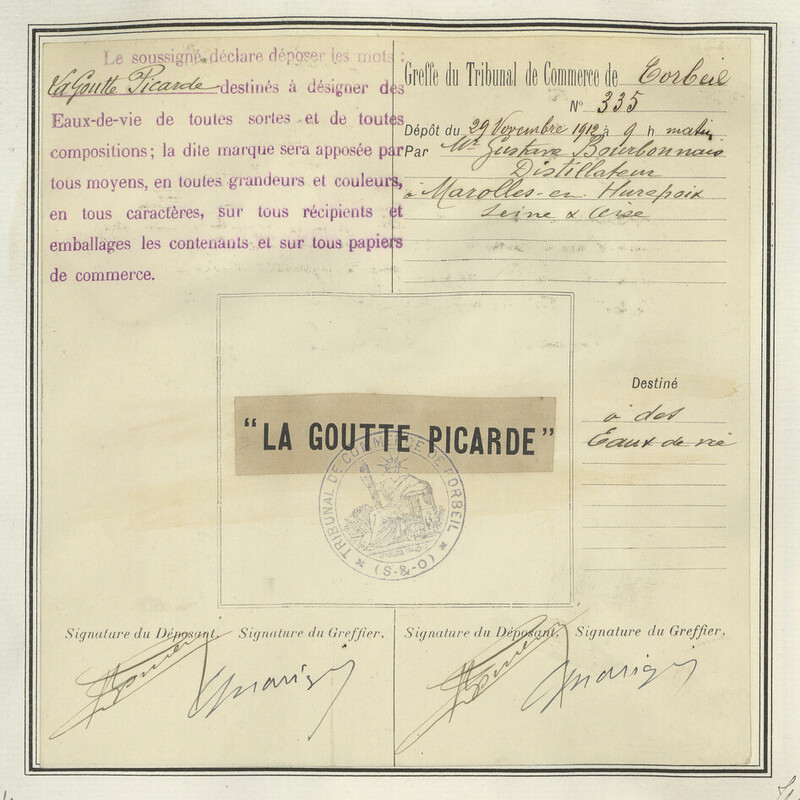 Le soussigné, déclare déposer les mots :
La Goutte Picarde destinés à désigner des
Eaux-de-vie de toutes sortes et de toutes
compositions; la dite marque sera apposée par
tous moyens, en toutes grandeurs et couleurs,
en tous caractères, sur tous récipients et
emballages les contenants et sur tous papiers
de commerce.
Greffe du Tribunal de Commerce de Corbeil
N° 335
Dépôt du 29 Novembre 1912 à 9 h matin
Par Mr Gustave Bourbonnais
Distillateur
à Marolles-en Hurepoix
Seine & Oise
"LA GOUTTE PICARDE"
TRIBUNAL DE COMMERCE DE CORBEIL
(S-&-O)
Destiné
à des
Eaux de vie
Signature du Déposant, Signature du Greffier,
Signature du Déposant, Signature du Greffier,